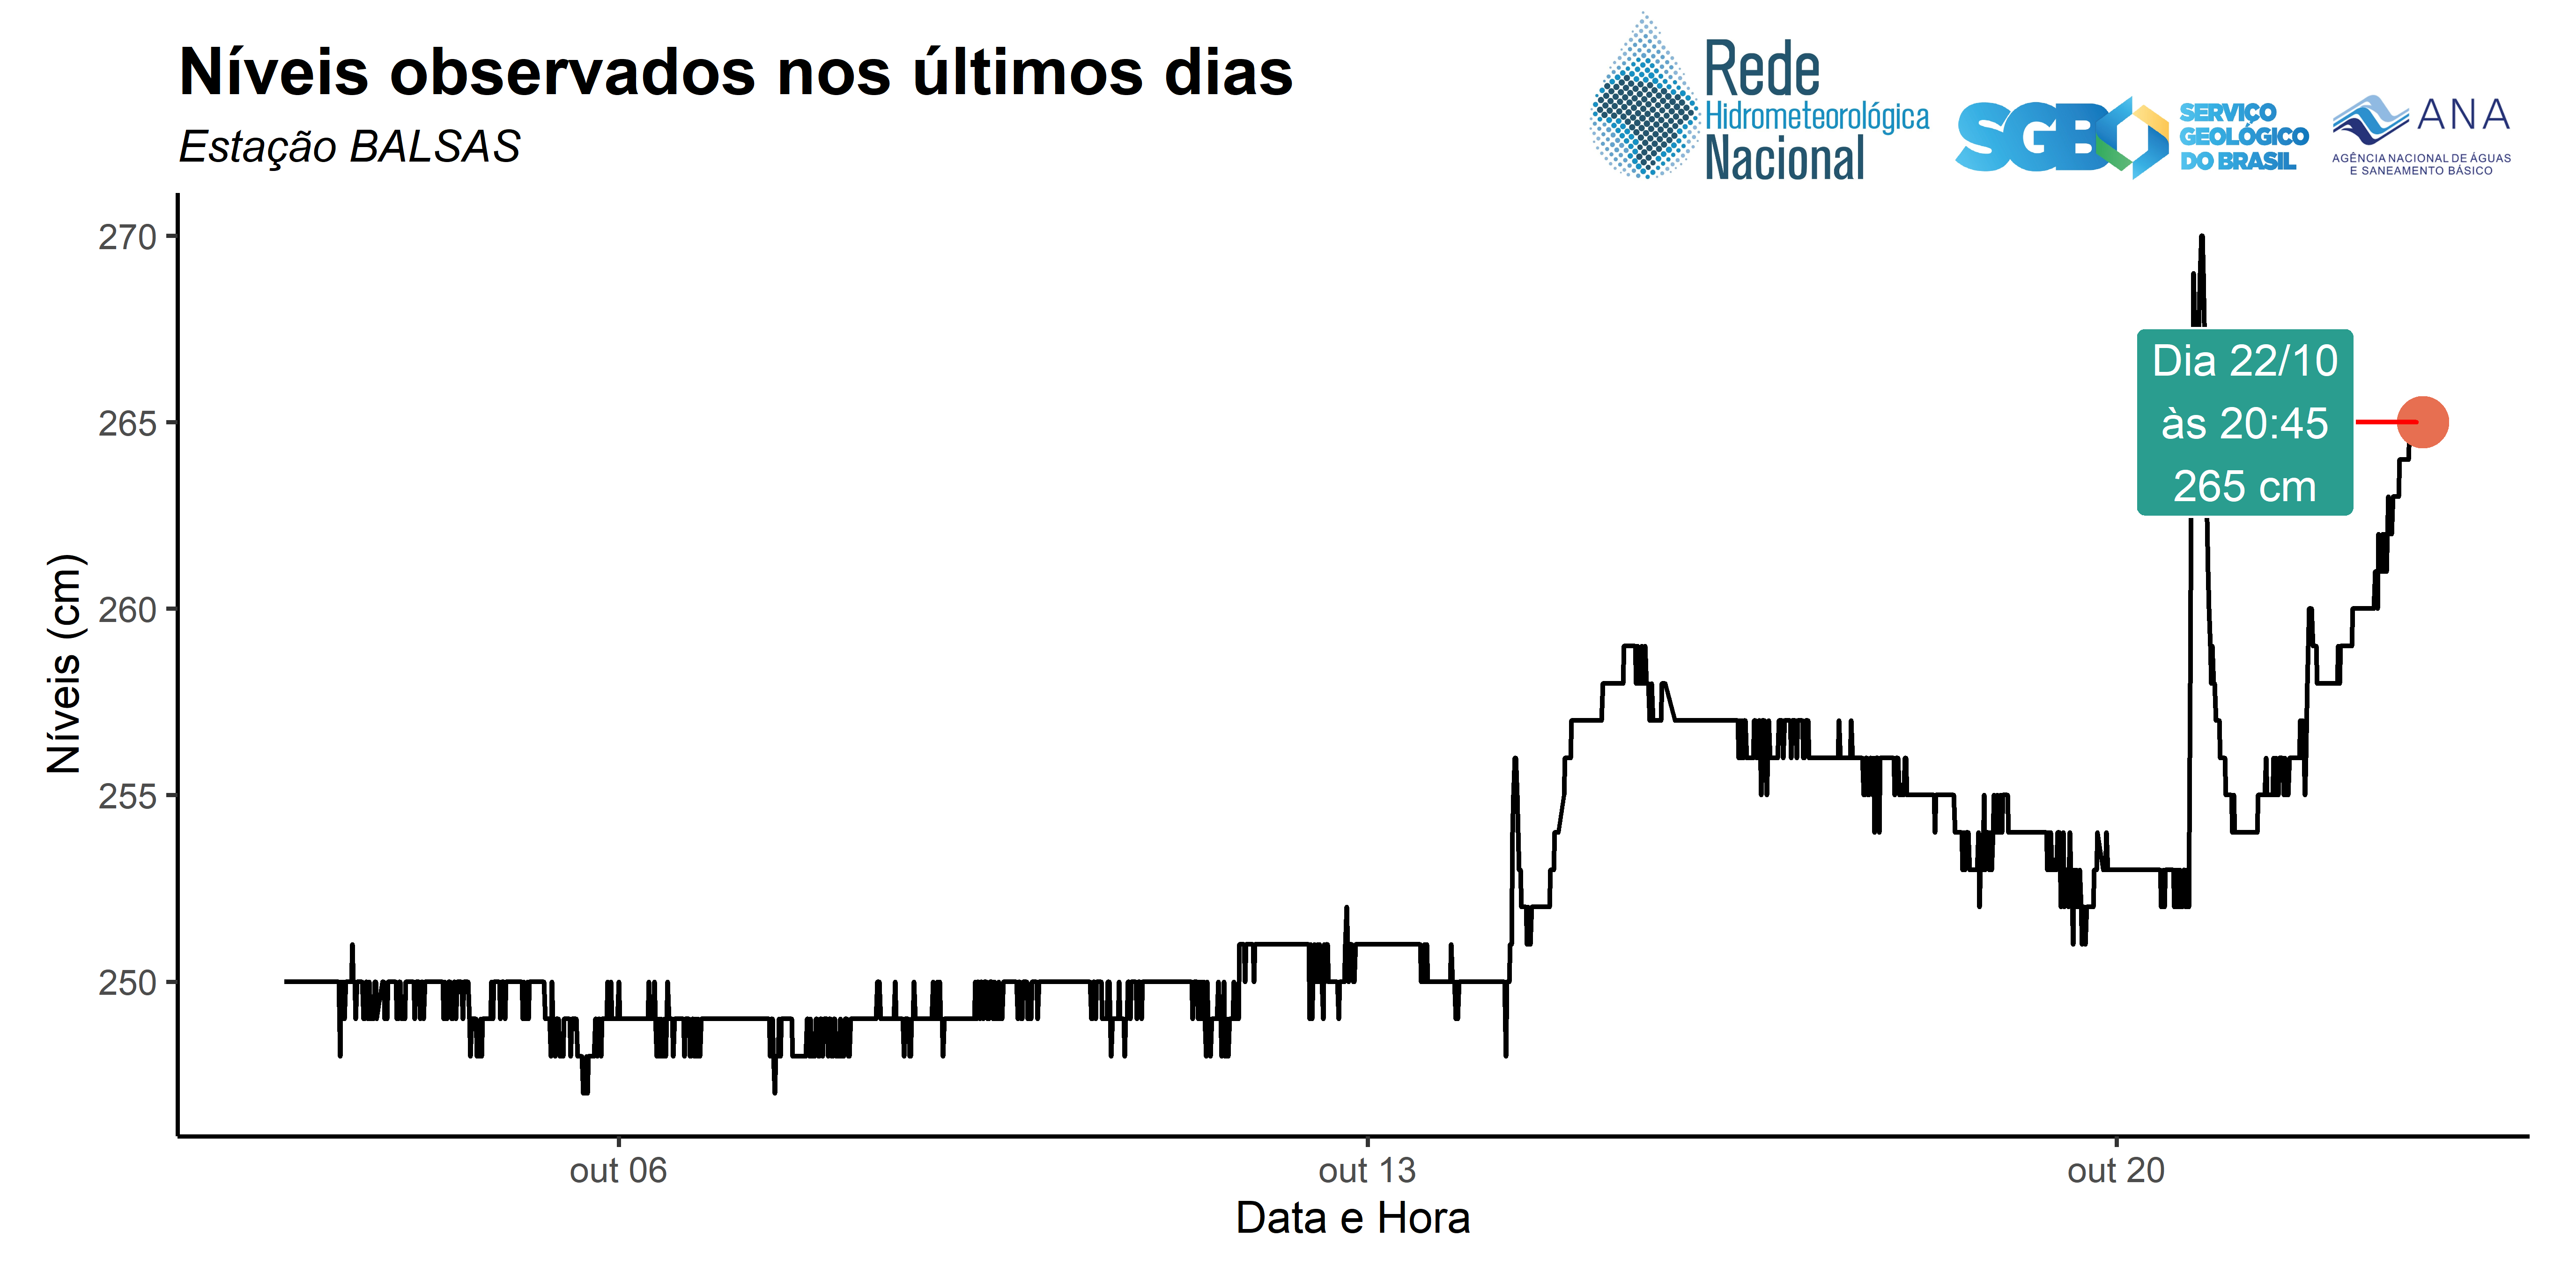 Níveis observados nos últimos dias
Estação BALSAS
Rede
Hidrometeorológica
Nacional
SGB
SERVIÇO
GEOLÓGICO
DO BRASIL
ANA
AGÊNCIA NACIONAL DE ÁGUAS
E SANEAMENTO BÁSICO
270
265
260
255
250
Níveis (cm)
Dia 22/10
às 20:45
265 cm
out 06
out 13
out 20
Data e Hora